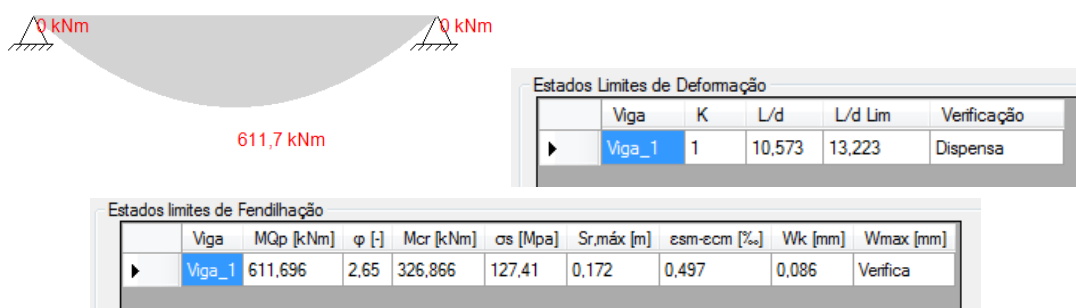 0 kNm
0 kNm
611,7 kNm
Estados Limites de Deformação
Viga K L/d L/d Lim Verificação
Viga_1 1 10,573 13,223 Dispensa
Estados limites de Fendilhação
Viga MQp [kNm] φ [-] Mcr [kNm] σs [Mpa] Sr,máx [m] εsm-εcm [‰] Wk [mm] Wmax [mm]
Viga_1 611,696 2,65 326,866 127,41 0,172 0,497 0,086 Verifica